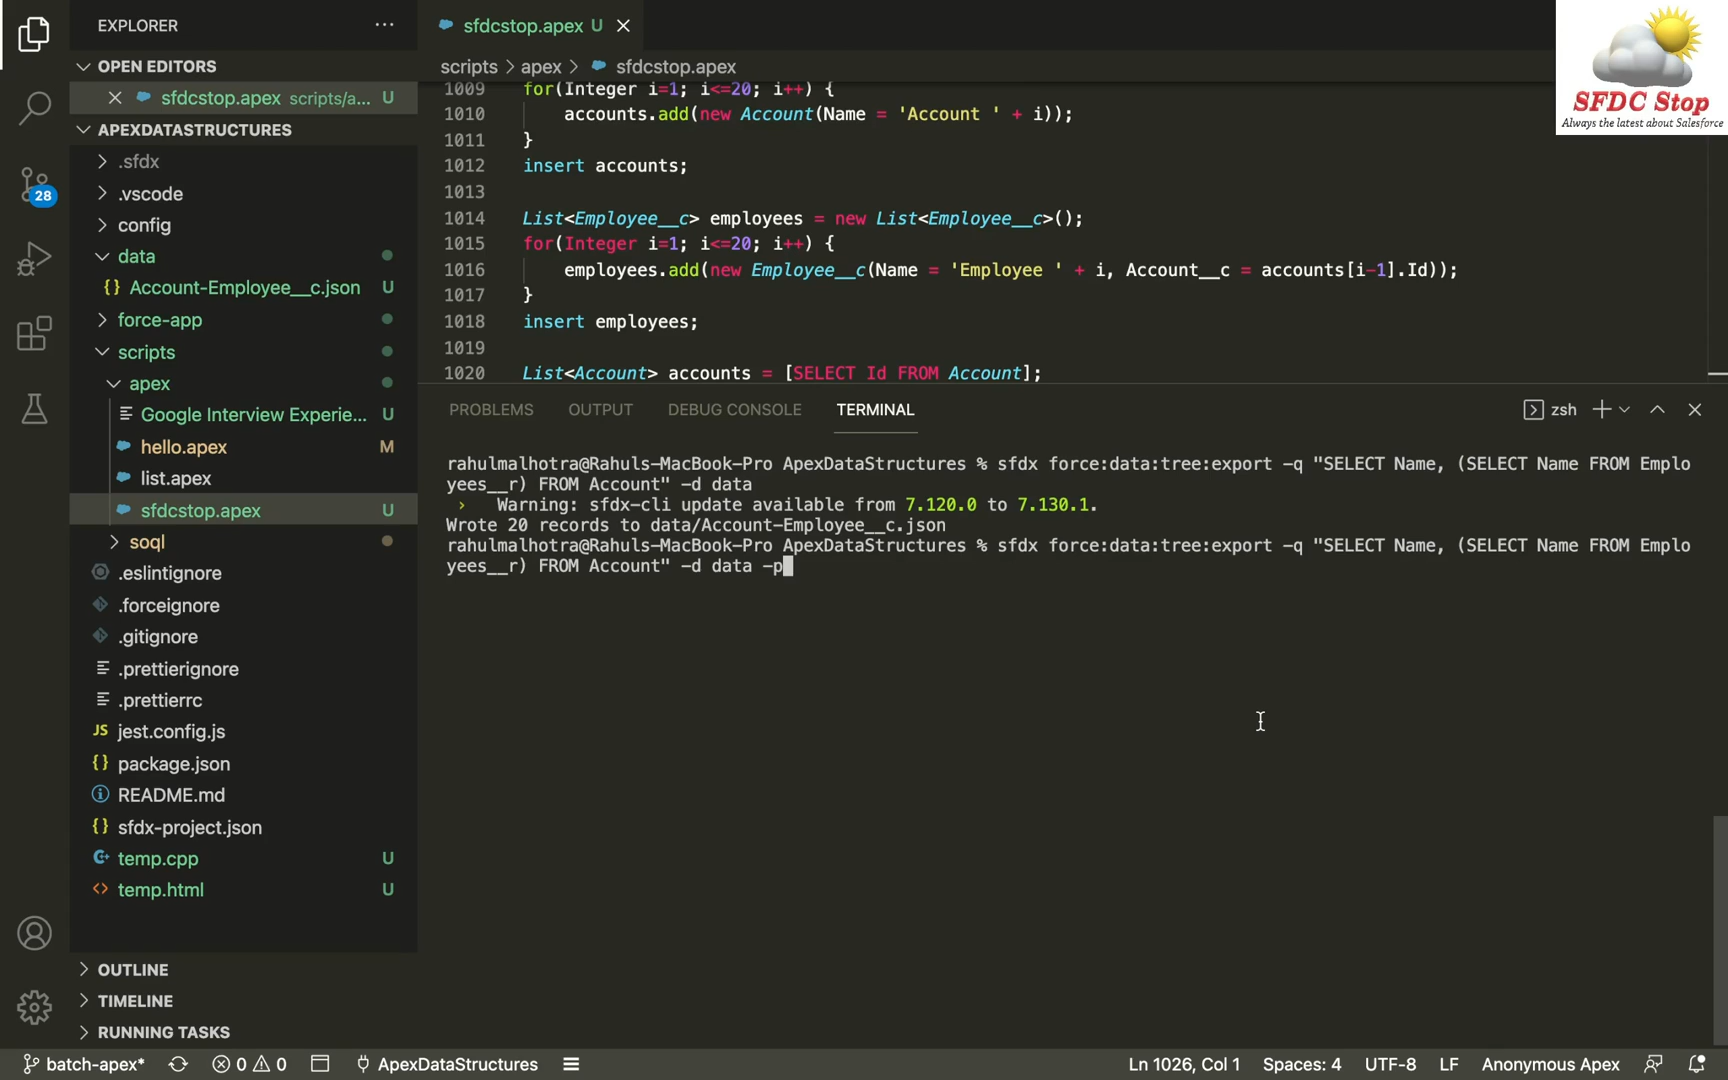 EXPLORER
OPEN EDITORS
sfdcstop.apex scripts/a... U
APEXDATASTRUCTURES
.sfdx
.vscode
config
data
Account-Employee__c.json U
force-app
scripts
apex
Google Interview Experie... U
hello.apex M
list.apex
sfdcstop.apex U
soql
.eslintignore
.forceignore
.gitignore
.prettierignore
.prettierrc
jest.config.js
package.json
README.md
sfdx-project.json
temp.cpp U
temp.html U
OUTLINE
TIMELINE
RUNNING TASKS
28
sfdcstop.apex U
scripts > apex > sfdcstop.apex
1009 for(Integer i=1; i<=20; i++) {
1010 accounts.add(new Account(Name = 'Account ' + i));
1011 }
1012 insert accounts;
1013
1014 List<Employee__c> employees = new List<Employee__c>();
1015 for(Integer i=1; i<=20; i++) {
1016 employees.add(new Employee__c(Name = 'Employee ' + i, Account__c = accounts[i-1].Id));
1017 }
1018 insert employees;
1019
1020 List<Account> accounts = [SELECT Id FROM Account];
SFDC Stop
Always the latest about Salesforce
PROBLEMS OUTPUT DEBUG CONSOLE TERMINAL zsh
rahulmalhotra@Rahuls-MacBook-Pro ApexDataStructures % sfdx force:data:tree:export -q "SELECT Name, (SELECT Name FROM Emplo
yees__r) FROM Account" -d data
› Warning: sfdx-cli update available from 7.120.0 to 7.130.1.
Wrote 20 records to data/Account-Employee__c.json
rahulmalhotra@Rahuls-MacBook-Pro ApexDataStructures % sfdx force:data:tree:export -q "SELECT Name, (SELECT Name FROM Emplo
yees__r) FROM Account" -d data -p
batch-apex* 0 0 ApexDataStructures Ln 1026, Col 1 Spaces: 4 UTF-8 LF Anonymous Apex